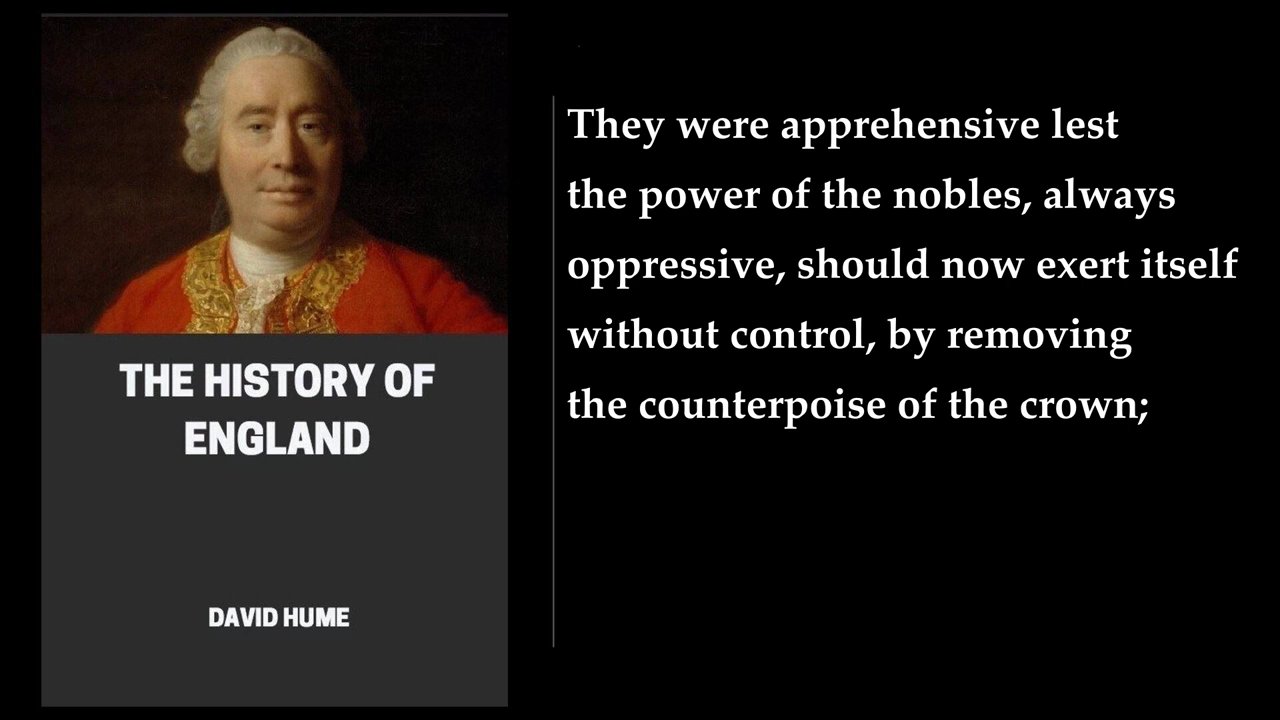 THE HISTORY OF
ENGLAND
DAVID HUME
They were apprehensive lest
the power of the nobles, always
oppressive, should now exert itself
without control, by removing
the counterpoise of the crown;